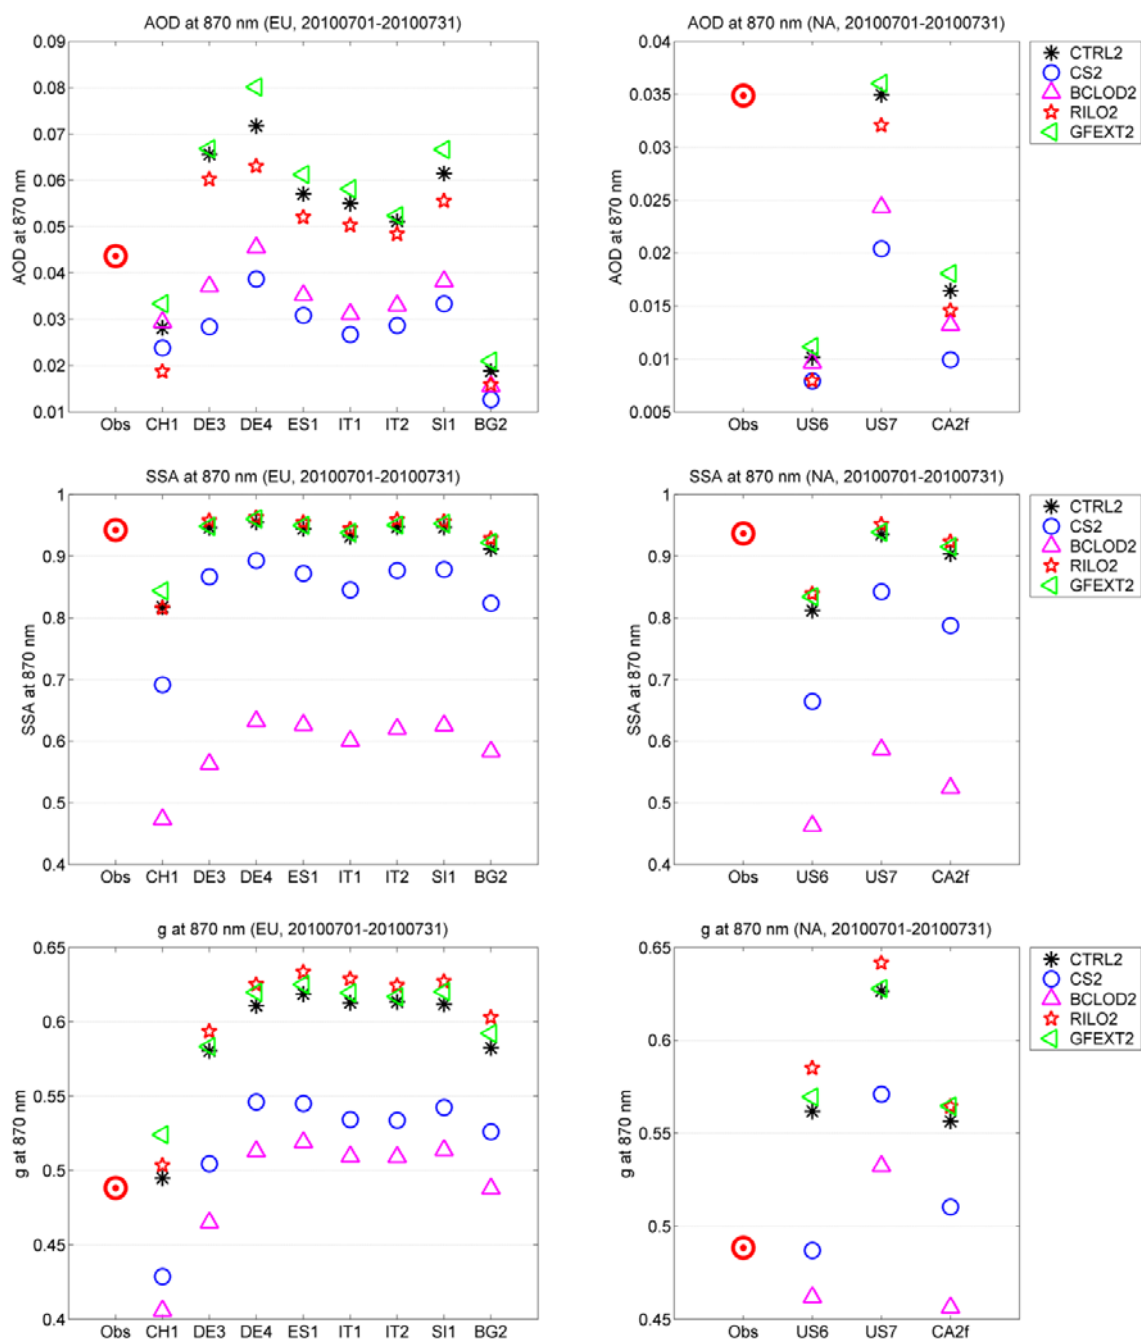 AOD at 870 nm (EU, 20100701-20100731)
AOD at 870 nm
0.09
0.08
0.07
0.06
0.05
0.04
0.03
0.02
0.01
Obs CH1 DE3 DE4 ES1 IT1 IT2 SI1 BG2
AOD at 870 nm (NA, 20100701-20100731)
AOD at 870 nm
0.04
0.035
0.03
0.025
0.02
0.015
0.01
0.005
Obs US6 US7 CA2f
CTRL2
CS2
BCLOD2
RILO2
GFEXT2
SSA at 870 nm (EU, 20100701-20100731)
SSA at 870 nm
1
0.9
0.8
0.7
0.6
0.5
0.4
Obs CH1 DE3 DE4 ES1 IT1 IT2 SI1 BG2
SSA at 870 nm (NA, 20100701-20100731)
SSA at 870 nm
1
0.9
0.8
0.7
0.6
0.5
0.4
Obs US6 US7 CA2f
CTRL2
CS2
BCLOD2
RILO2
GFEXT2
g at 870 nm (EU, 20100701-20100731)
g at 870 nm
0.65
0.6
0.55
0.5
0.45
0.4
Obs CH1 DE3 DE4 ES1 IT1 IT2 SI1 BG2
g at 870 nm (NA, 20100701-20100731)
g at 870 nm
0.65
0.6
0.55
0.5
0.45
Obs US6 US7 CA2f
CTRL2
CS2
BCLOD2
RILO2
GFEXT2